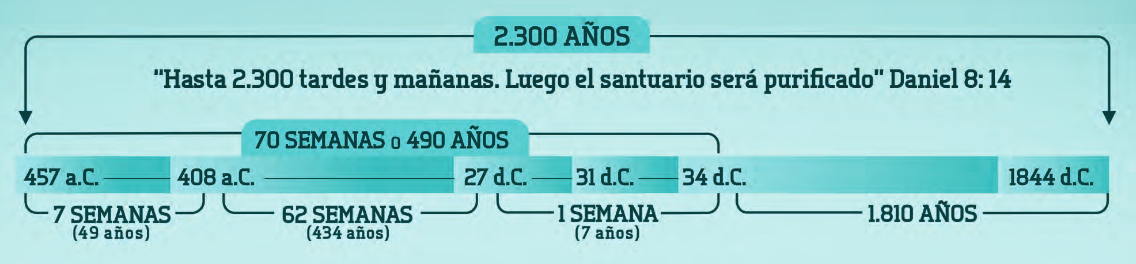 2.300 AÑOS
"Hasta 2.300 tardes y mañanas. Luego el santuario será purificado" Daniel 8: 14
70 SEMANAS o 490 AÑOS
457 a.C. 408 a.C. 27 d.C. 31 d.C. 34 d.C. 1844 d.C.
7 SEMANAS 62 SEMANAS 1 SEMANA 1.810 AÑOS
(49 años) (434 años) (7 años)